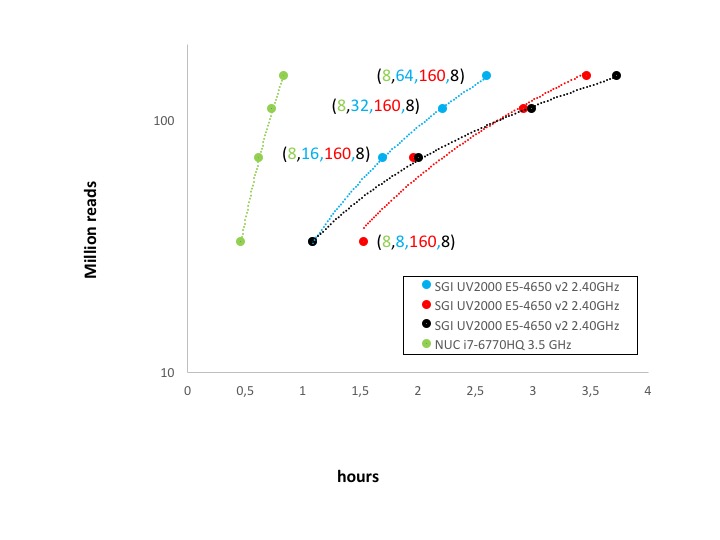 (8,64,160,8)
(8,32,160,8)
100
(8,16,160,8)
Million reads
(8,8,160,8)
SGI UV2000 E5-4650 v2 2.40GHz
SGI UV2000 E5-4650 v2 2.40GHz
SGI UV2000 E5-4650 v2 2.40GHz
NUC i7-6770HQ 3.5 GHz
10
0 0,5 1 1,5 2 2,5 3 3,5 4
hours